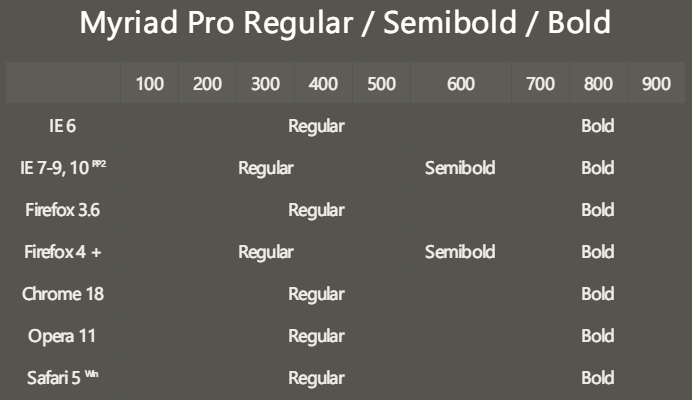 Myriad Pro Regular / Semibold / Bold
100 200 300 400 500 600 700 800 900
IE 6 Regular Bold
IE 7-9, 10 PP2 Regular Semibold Bold
Firefox 3.6 Regular Bold
Firefox 4 + Regular Semibold Bold
Chrome 18 Regular Bold
Opera 11 Regular Bold
Safari 5 Win Regular Bold